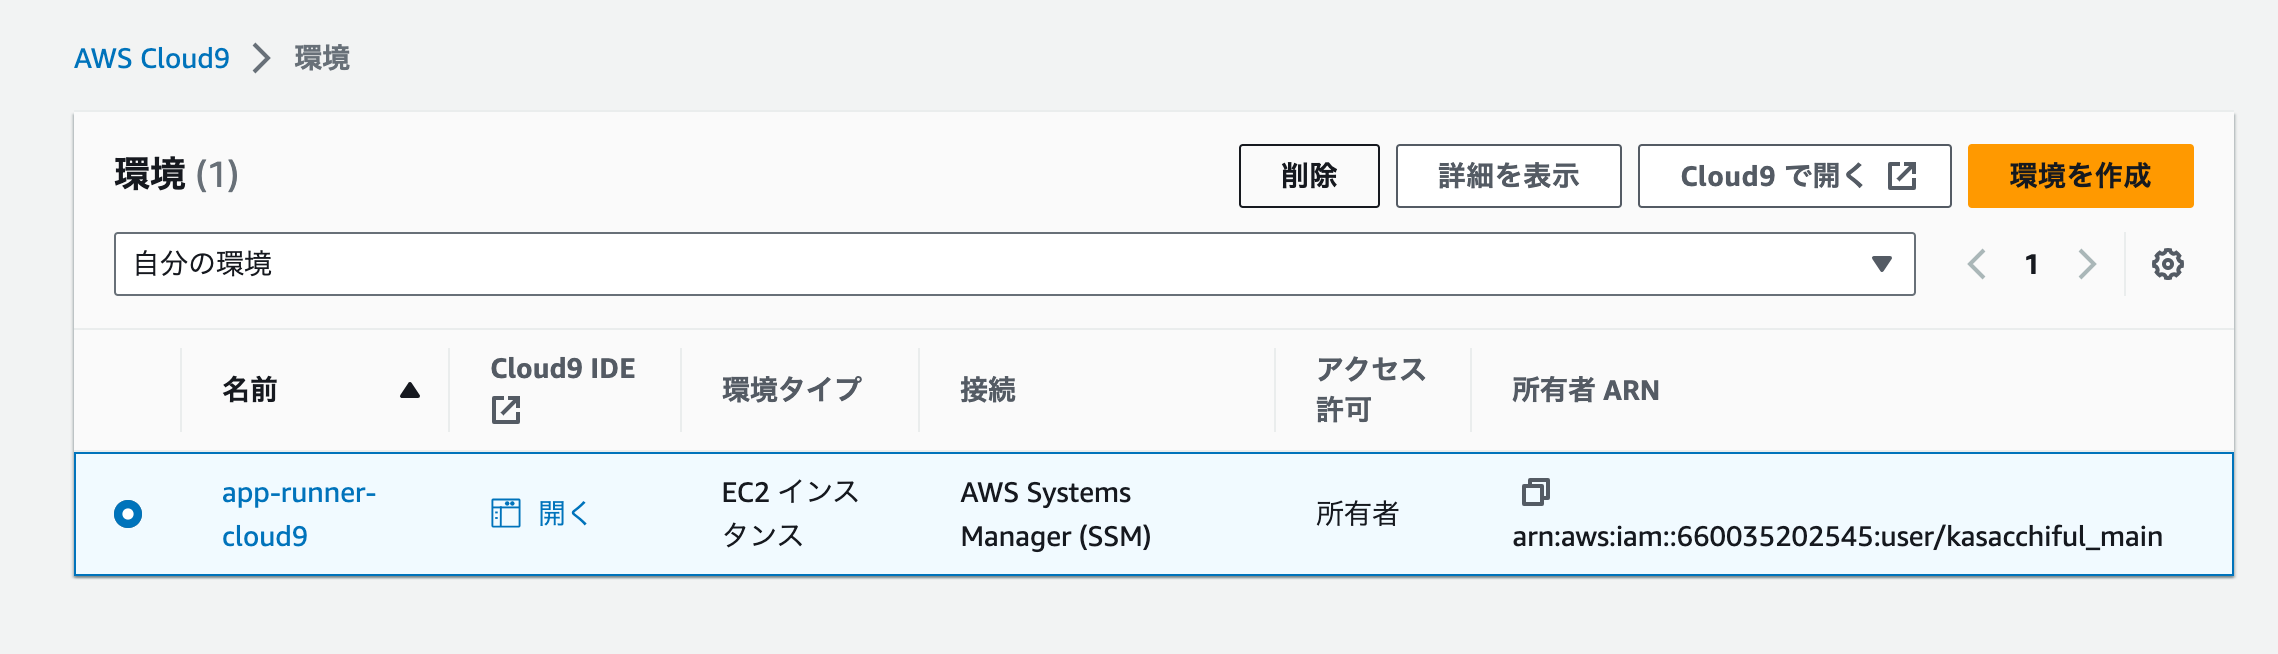 AWS Cloud9 > 環境
環境 (1)
削除
詳細を表示
Cloud9 で開く
環境を作成
自分の環境
1
名前
Cloud9 IDE
環境タイプ
接続
アクセス
許可
所有者 ARN
app-runner-
cloud9
開く
EC2 インス
タンス
AWS Systems
Manager (SSM)
所有者
arn:aws:iam::660035202545:user/kasacchiful_main